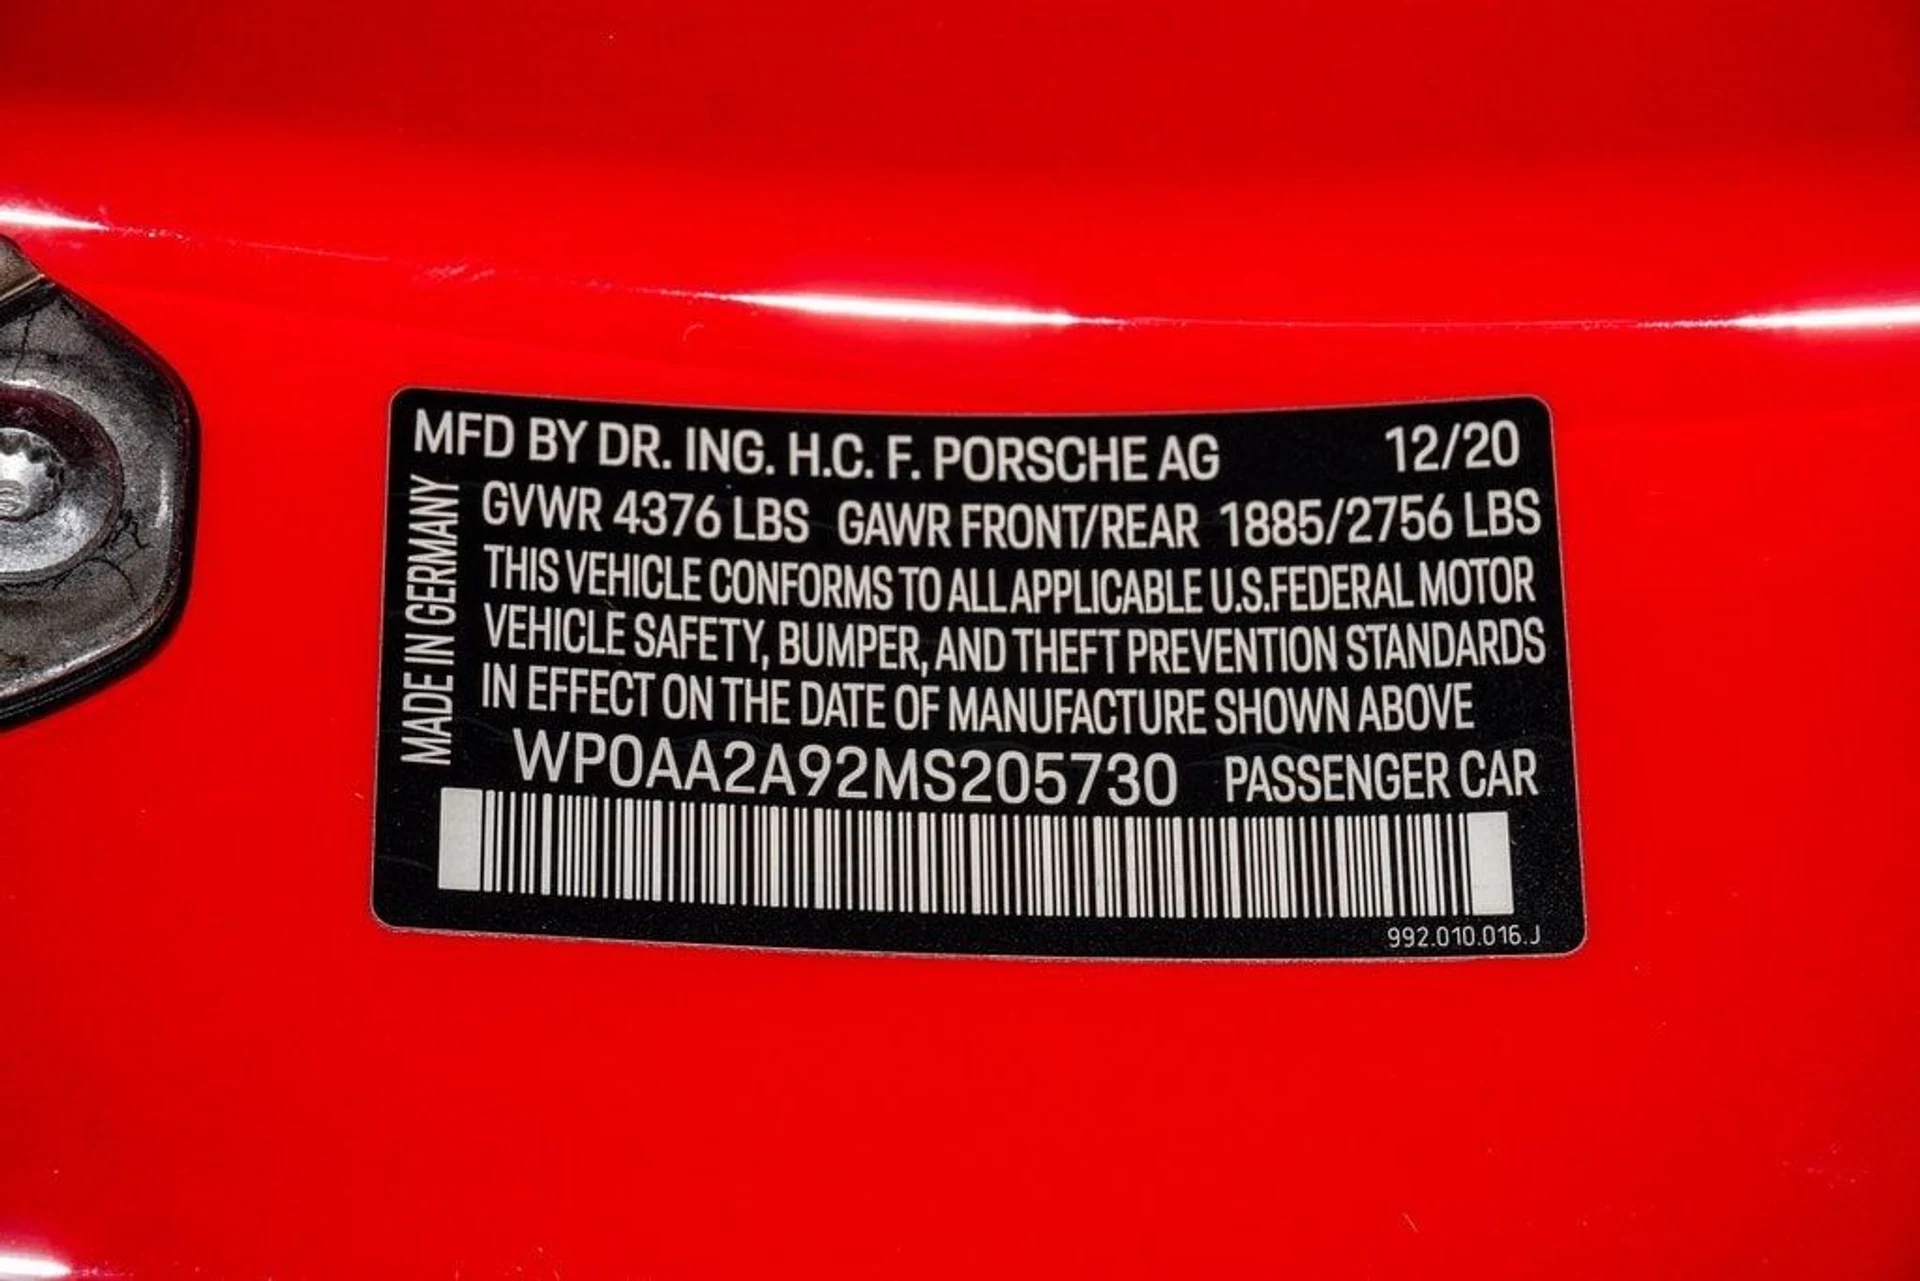 MFD BY DR. ING. H.C. F. PORSCHE AG 12/20
MADE IN GERMANY
GVWR 4376 LBS GAWR FRONT/REAR 1885/2756 LBS
THIS VEHICLE CONFORMS TO ALL APPLICABLE U.S.FEDERAL MOTOR
VEHICLE SAFETY, BUMPER, AND THEFT PREVENTION STANDARDS
IN EFFECT ON THE DATE OF MANUFACTURE SHOWN ABOVE
WP0AA2A92MS205730 PASSENGER CAR
992.010.016.J